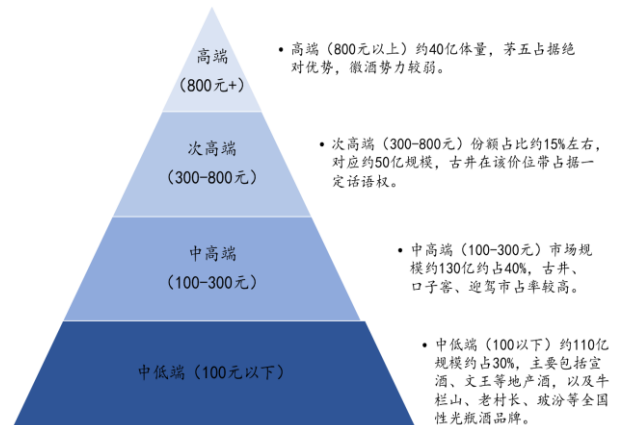 高端
（800元+）
• 高端（800元以上）约40亿体量，茅五占据绝
对优势，徽酒势力较弱。
次高端
（300-800元）
• 次高端（300-800元）份额占比约15%左右，
对应约50亿规模，古井在该价位带占据一
定话语权。
中高端
（100-300元）
• 中高端（100-300元）市场规
模约130亿约占40%，古井、
口子窖、迎驾市占率较高。
中低端（100元以下）
• 中低端（100以下）约110亿
规模约占30%，主要包括宣
酒、文王等地产酒，以及牛
栏山、老村长、玻汾等全国
性光瓶酒品牌。